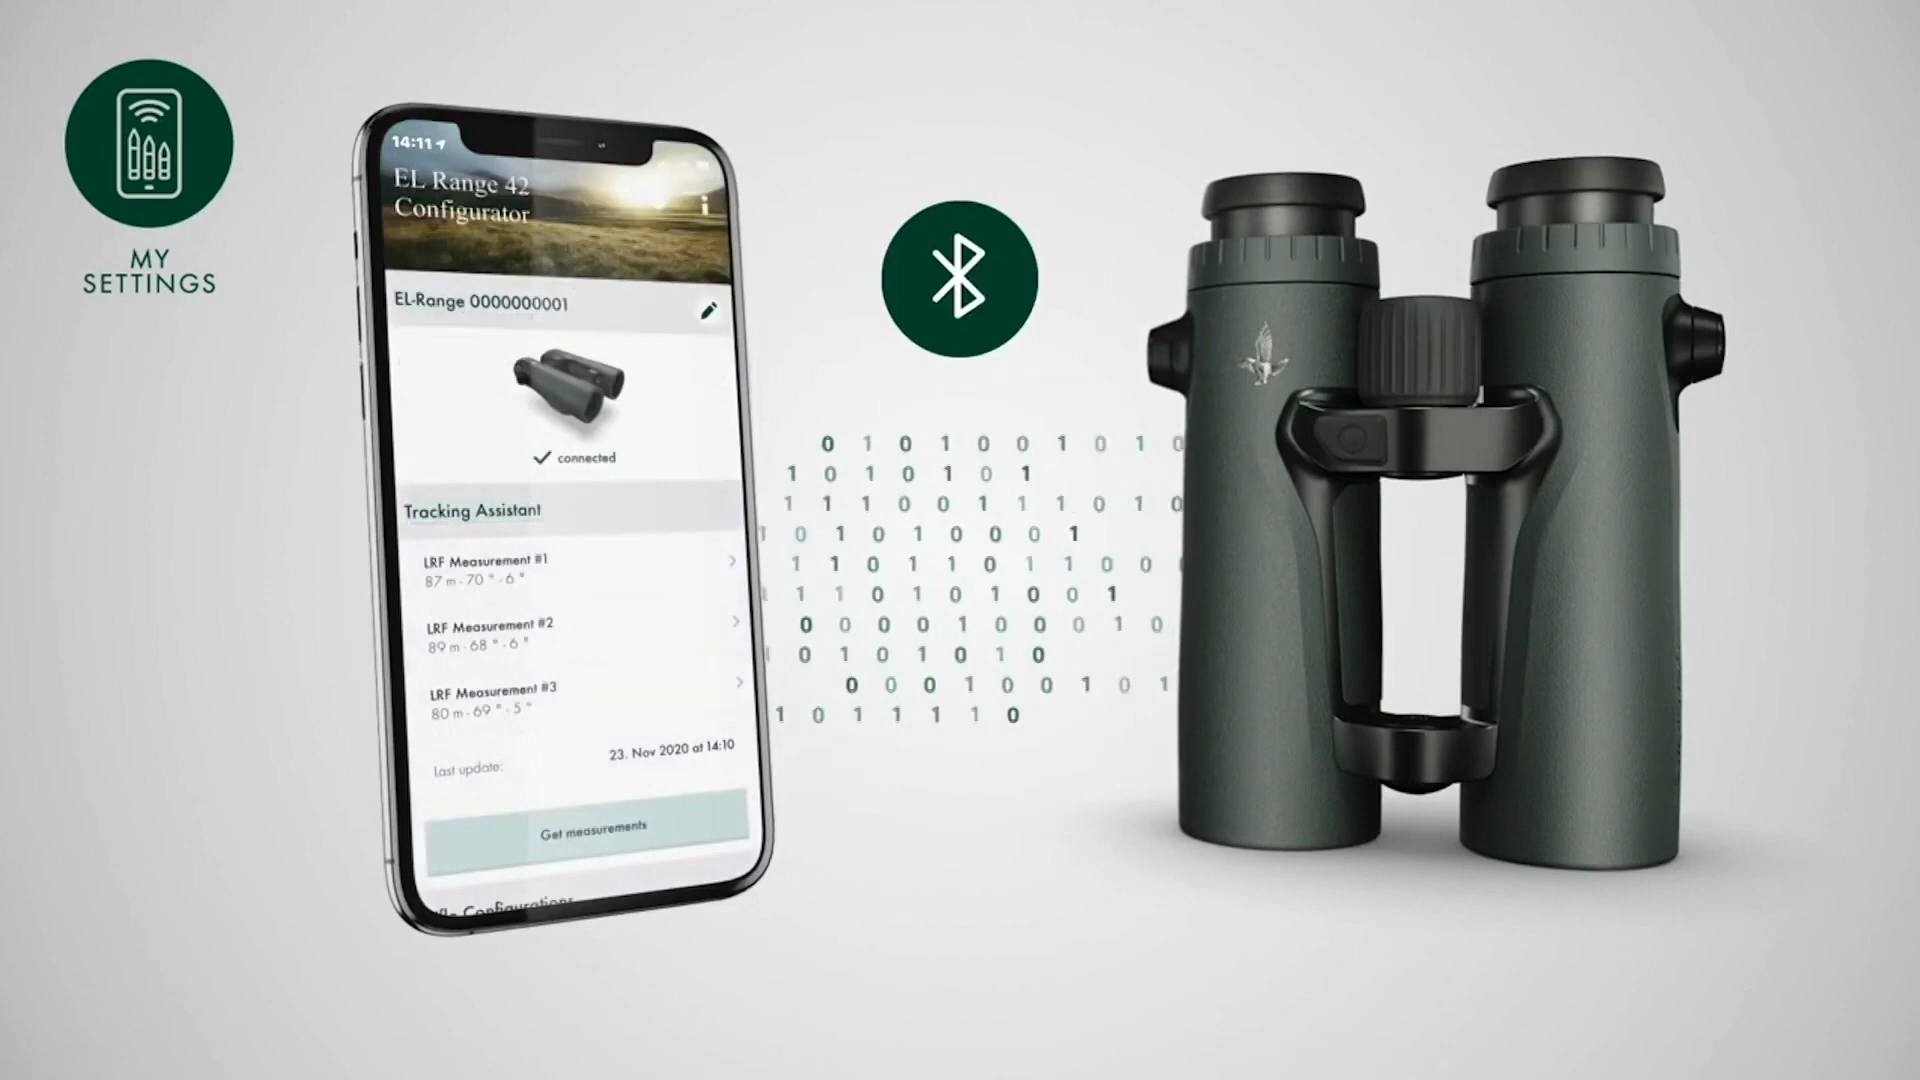 MY
SETTINGS
14:11
EL Range 42
Configurator
i
EL-Range 0000000001
connected
Tracking Assistant
LRF Measurement #1
87 m - 70 ° - 6 °
LRF Measurement #2
89 m - 68 ° - 6 °
LRF Measurement #3
80 m - 69 ° - 5 °
Last update:
23. Nov 2020 at 14:10
Get measurements
Configurations
0 1 0 1 0 0 1 0 1 0
1 0 1 0 1 0 1
1 1 1 0 0 1 1 1 0 1 0
1 0 1 0 1 0 0 0 1
1 1 0 1 1 0 1 1 0 0
1 1 0 1 0 1 0 0 1
0 0 0 0 1 0 0 0 1 0
0 1 0 1 0 1 0
0 0 0 1 0 0 1 0 1
1 0 1 1 1 1 0